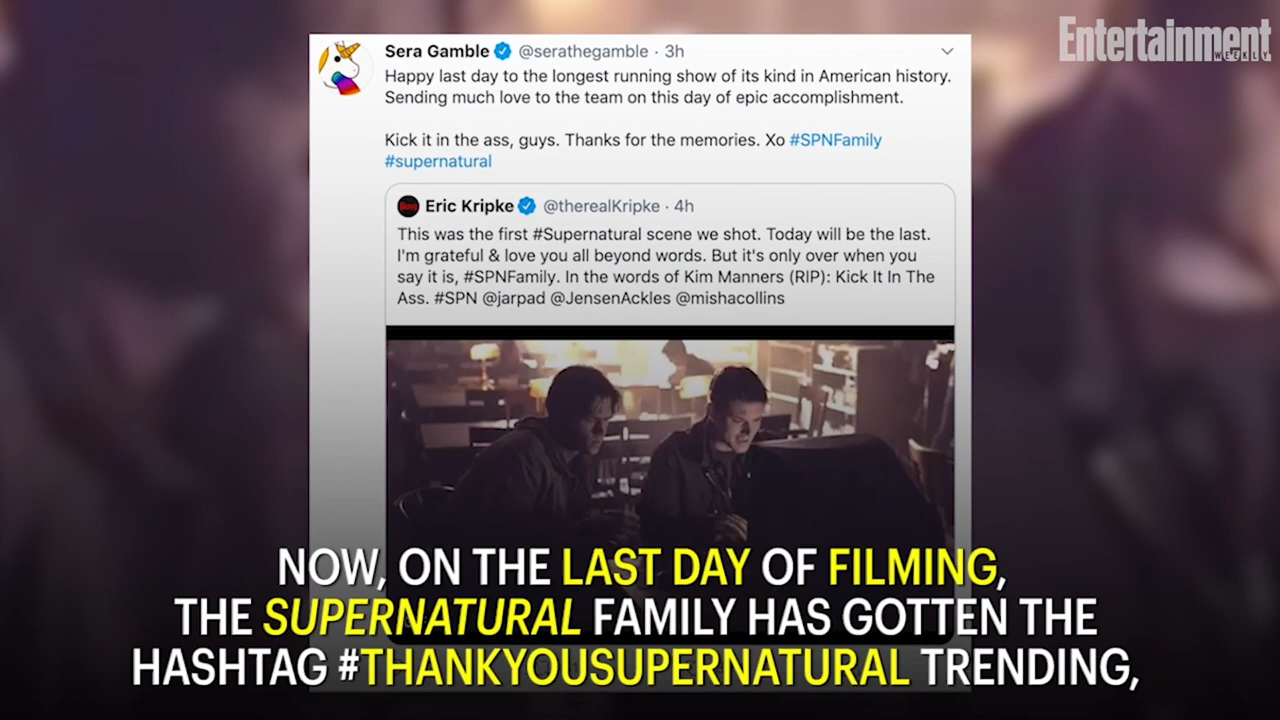 Entertainment
WEEKLY
Sera Gamble @serathegamble · 3h
Happy last day to the longest running show of its kind in American history.
Sending much love to the team on this day of epic accomplishment.
Kick it in the ass, guys. Thanks for the memories. Xo #SPNFamily
#supernatural
Eric Kripke @therealKripke · 4h
This was the first #Supernatural scene we shot. Today will be the last.
I'm grateful & love you all beyond words. But it's only over when you
say it is, #SPNFamily. In the words of Kim Manners (RIP): Kick It In The
Ass. #SPN @jarpad @JensenAckles @mishacollins
NOW, ON THE LAST DAY OF FILMING,
THE SUPERNATURAL FAMILY HAS GOTTEN THE
HASHTAG #THANKYOUSUPERNATURAL TRENDING,